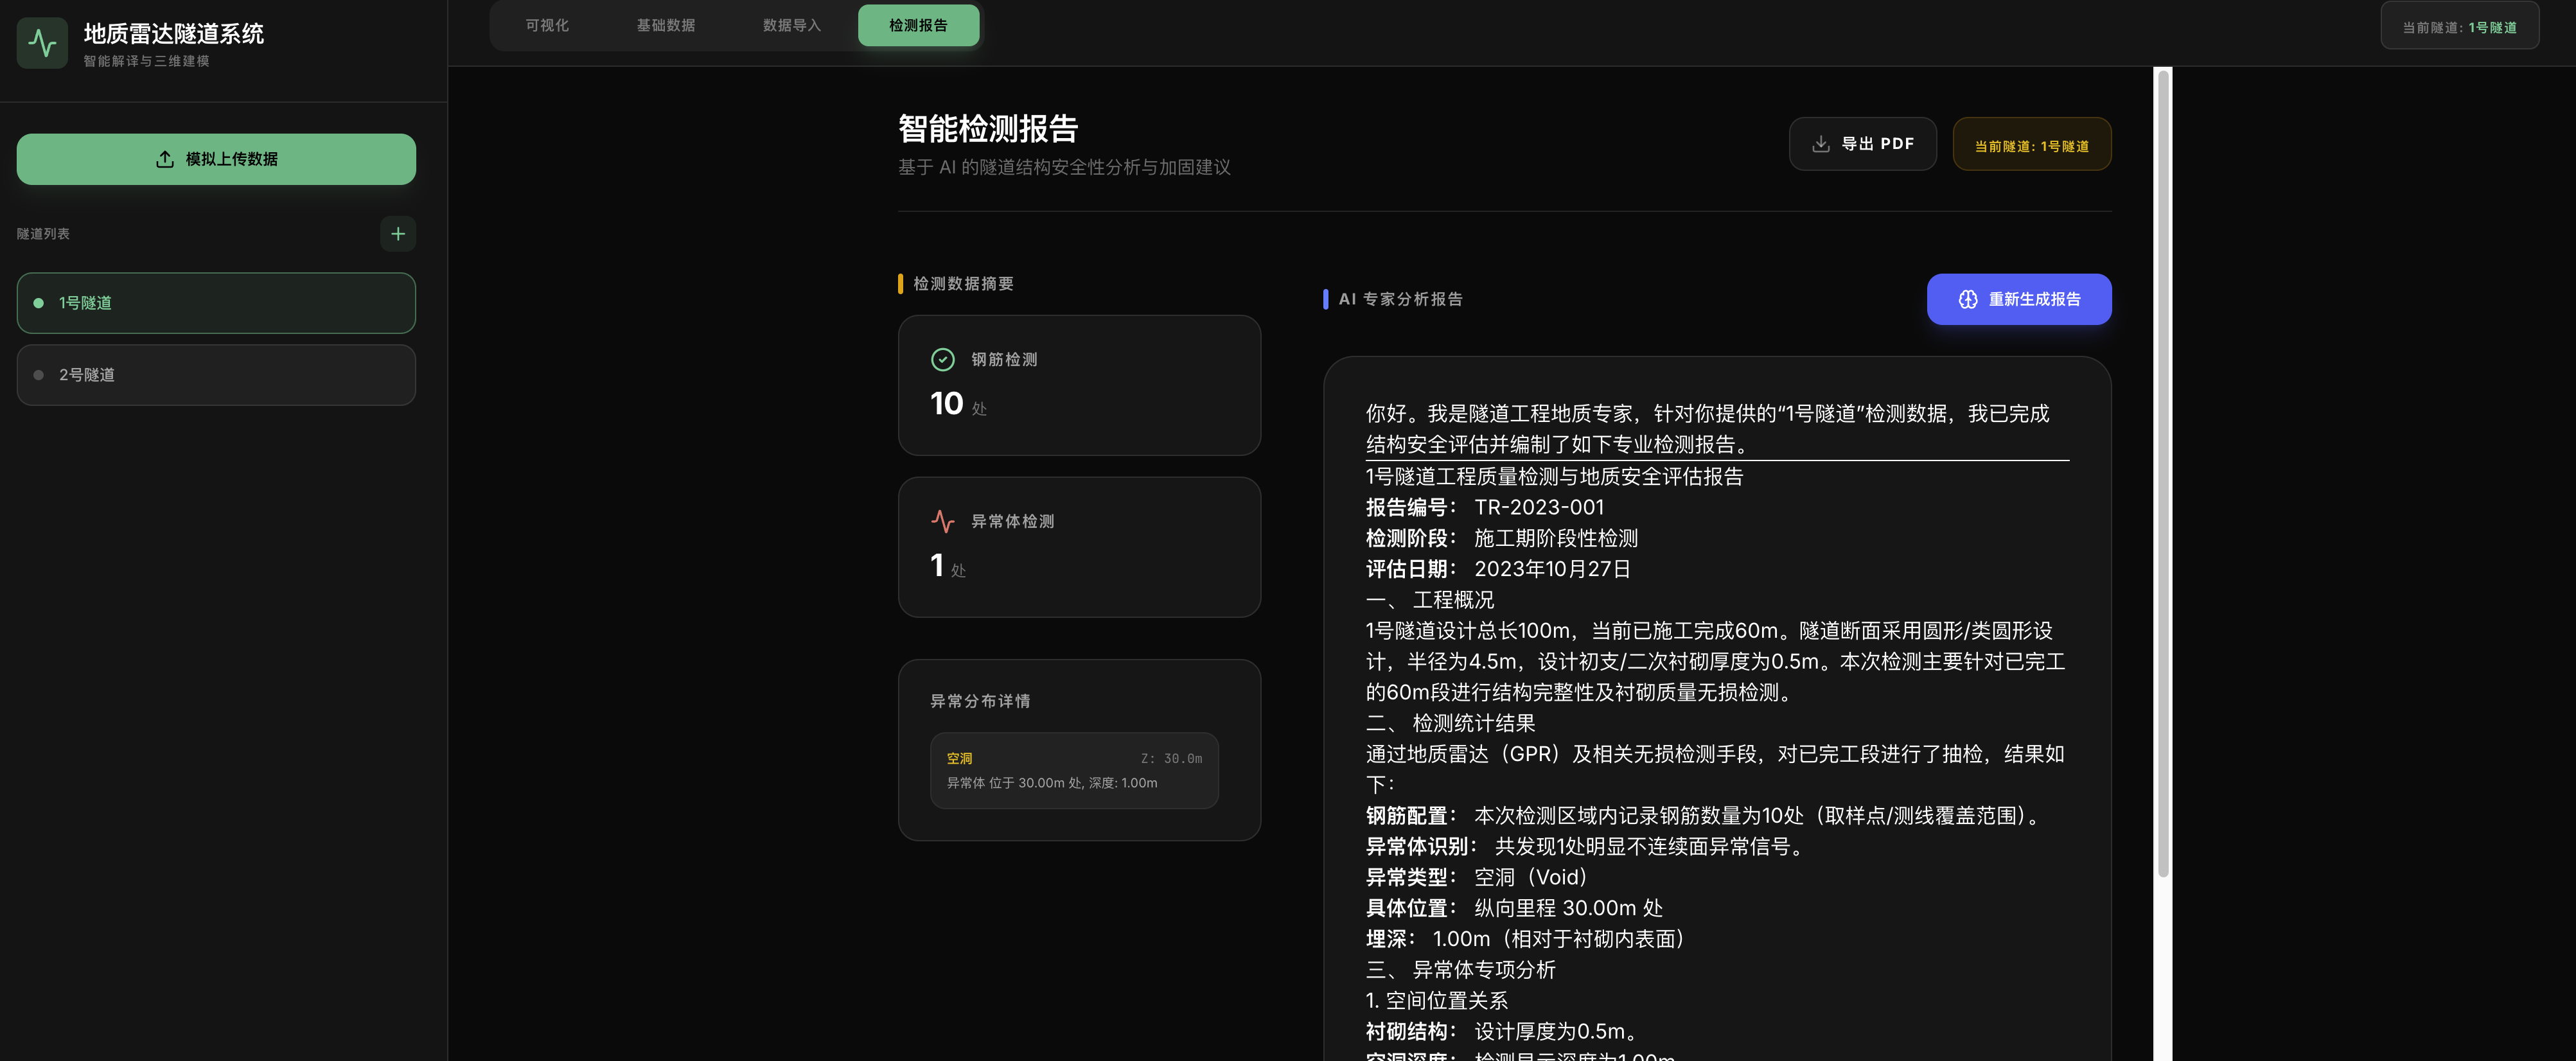 地质雷达隧道系统
智能解译与三维建模
可视化
基础数据
数据导入
检测报告
当前隧道: 1号隧道
模拟上传数据
隧道列表
1号隧道
2号隧道
智能检测报告
基于 AI 的隧道结构安全性分析与加固建议
导出 PDF
当前隧道: 1号隧道
检测数据摘要
钢筋检测
10 处
异常体检测
1 处
异常分布详情
空洞 Z: 30.0m
异常体 位于 30.00m 处, 深度: 1.00m
AI 专家分析报告
重新生成报告
你好。我是隧道工程地质专家，针对你提供的“1号隧道”检测数据，我已完成
结构安全评估并编制了如下专业检测报告。
1号隧道工程质量检测与地质安全评估报告
报告编号： TR-2023-001
检测阶段： 施工期阶段性检测
评估日期： 2023年10月27日
一、 工程概况
1号隧道设计总长100m，当前已施工完成60m。隧道断面采用圆形/类圆形设
计，半径为4.5m，设计初支/二次衬砌厚度为0.5m。本次检测主要针对已完工
的60m段进行结构完整性及衬砌质量无损检测。
二、 检测统计结果
通过地质雷达（GPR）及相关无损检测手段，对已完工段进行了抽检，结果如
下：
钢筋配置： 本次检测区域内记录钢筋数量为10处（取样点/测线覆盖范围）。
异常体识别： 共发现1处明显不连续面异常信号。
异常类型： 空洞（Void）
具体位置： 纵向里程 30.00m 处
埋深： 1.00m（相对于衬砌内表面）
三、 异常体专项分析
1. 空间位置关系
衬砌结构： 设计厚度为0.5m。
空洞深度： 检测显示深度为1.00m